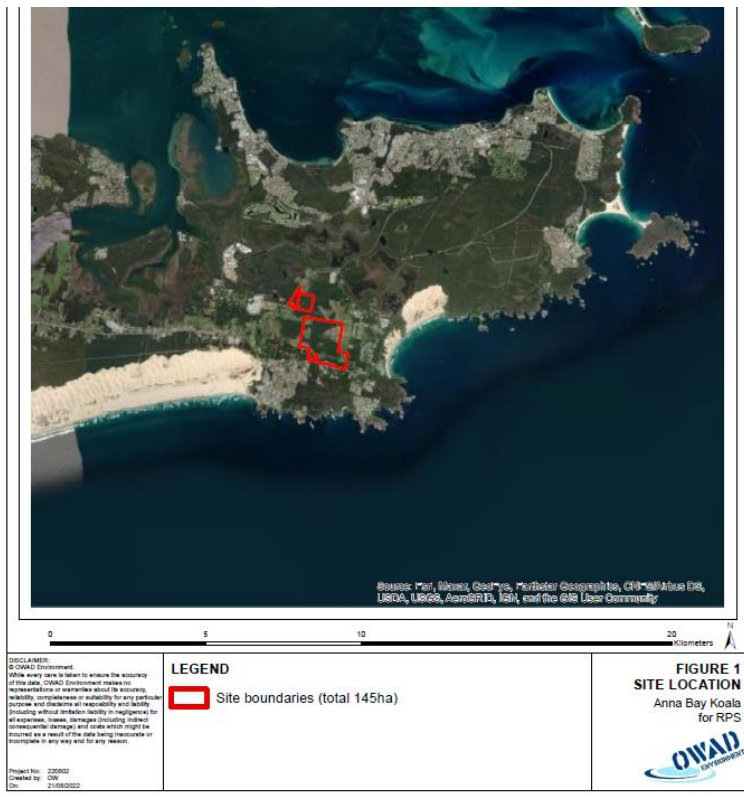 Source: Esri, Maxar, GeoEye, Earthstar Geographics, CNES/Airbus DS,
USDA, USGS, AeroGRID, IGN, and the GIS User Community
0 5 10 20
Kilometers
N
DISCLAIMER:
© OWAD Environment.
While every care is taken to ensure the accuracy
of this data, OWAD Environment makes no
representations or warranties about its accuracy,
reliability, completeness or suitability for any particular
purpose and disclaims all responsibility and liability
(including without limitation liability in negligence) for
all expenses, losses, damages (including indirect
consequential damage) and costs which might be
incurred as a result of the data being inaccurate or
incomplete in any way and for any reason.
Project No: 220802
Created by: OW
On: 21/08/2022
LEGEND
Site boundaries (total 145ha)
FIGURE 1
SITE LOCATION
Anna Bay Koala
for RPS
OWAD
ENVIRONMENT